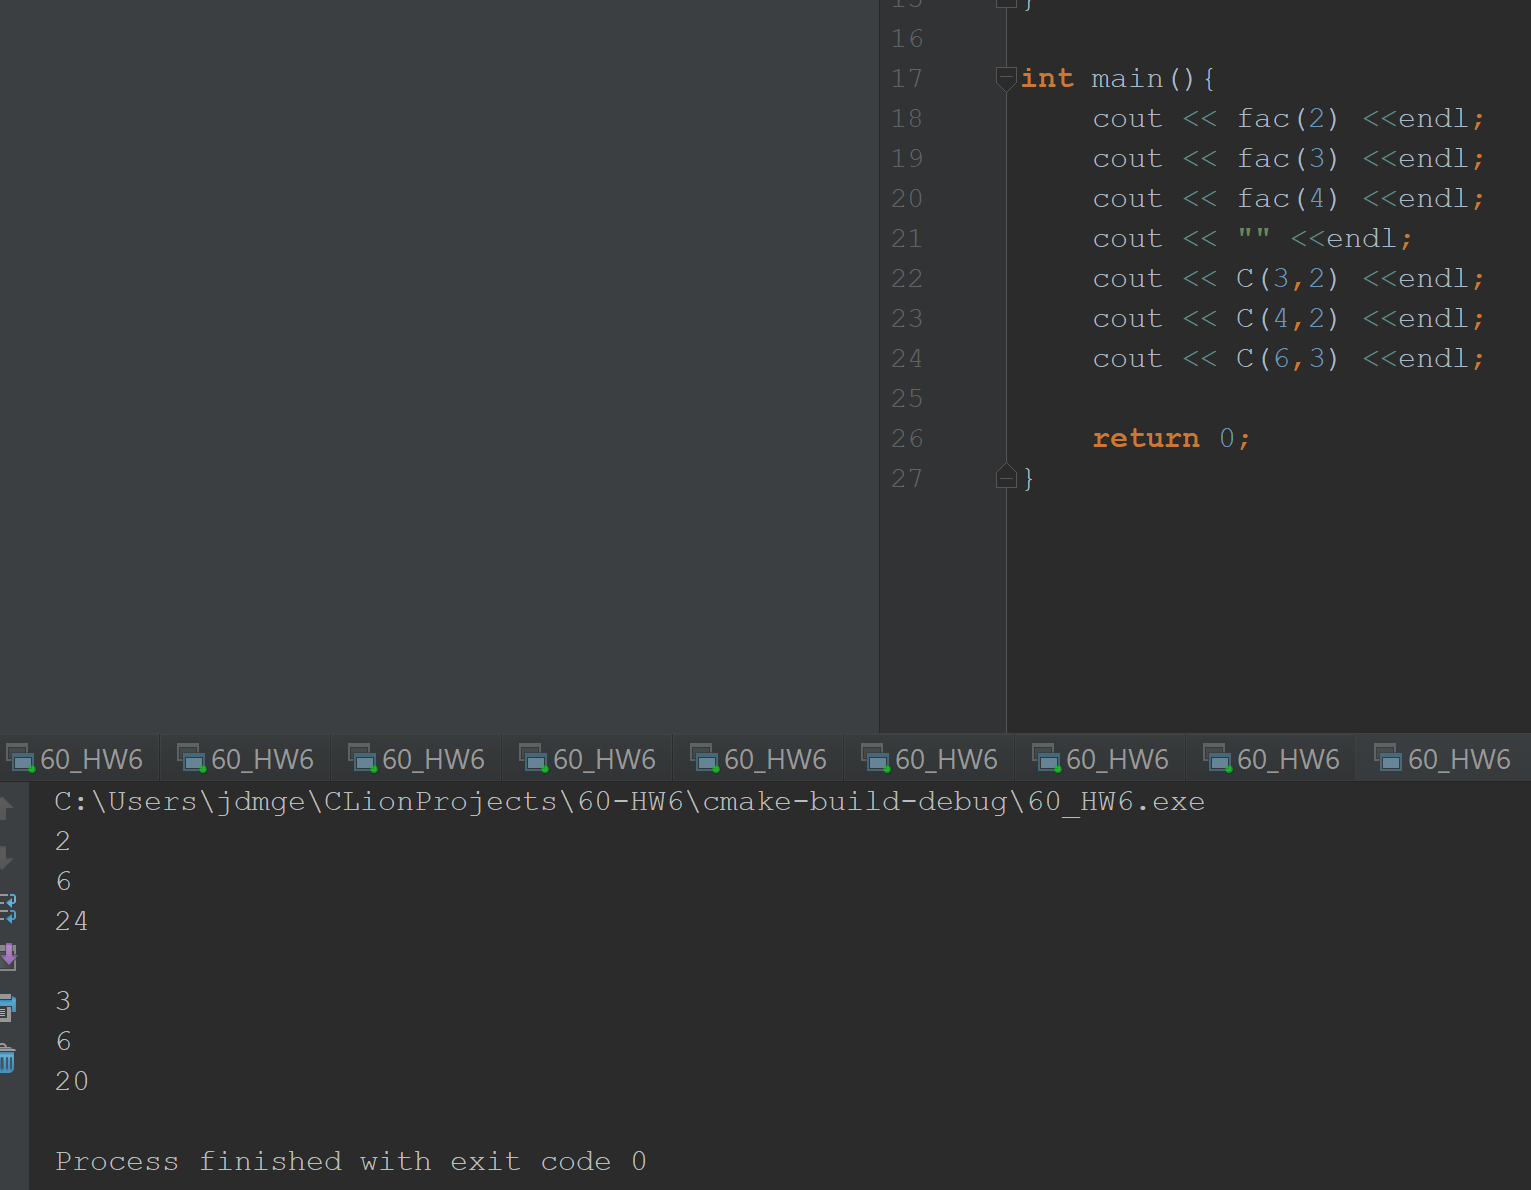 15 }
16
17 int main(){
18 cout << fac(2) <<endl;
19 cout << fac(3) <<endl;
20 cout << fac(4) <<endl;
21 cout << "" <<endl;
22 cout << C(3,2) <<endl;
23 cout << C(4,2) <<endl;
24 cout << C(6,3) <<endl;
25
26 return 0;
27 }
60_HW6 60_HW6 60_HW6 60_HW6 60_HW6 60_HW6 60_HW6 60_HW6 60_HW6
C:\Users\jdmge\CLionProjects\60-HW6\cmake-build-debug\60_HW6.exe
2
6
24
3
6
20
Process finished with exit code 0